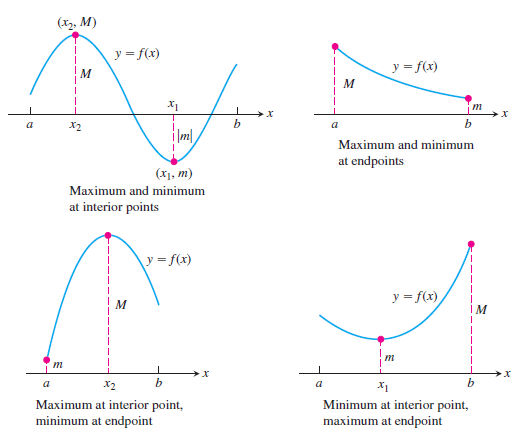 (x₂, M)
y = f(x)
M
x₁
|m|
a
x₂
b
x
(x₁, m)
Maximum and minimum
at interior points
y = f(x)
M
m
a
b
x
Maximum and minimum
at endpoints
y = f(x)
M
m
a
x₂
b
x
Maximum at interior point,
minimum at endpoint
y = f(x)
M
m
a
x₁
b
x
Minimum at interior point,
maximum at endpoint